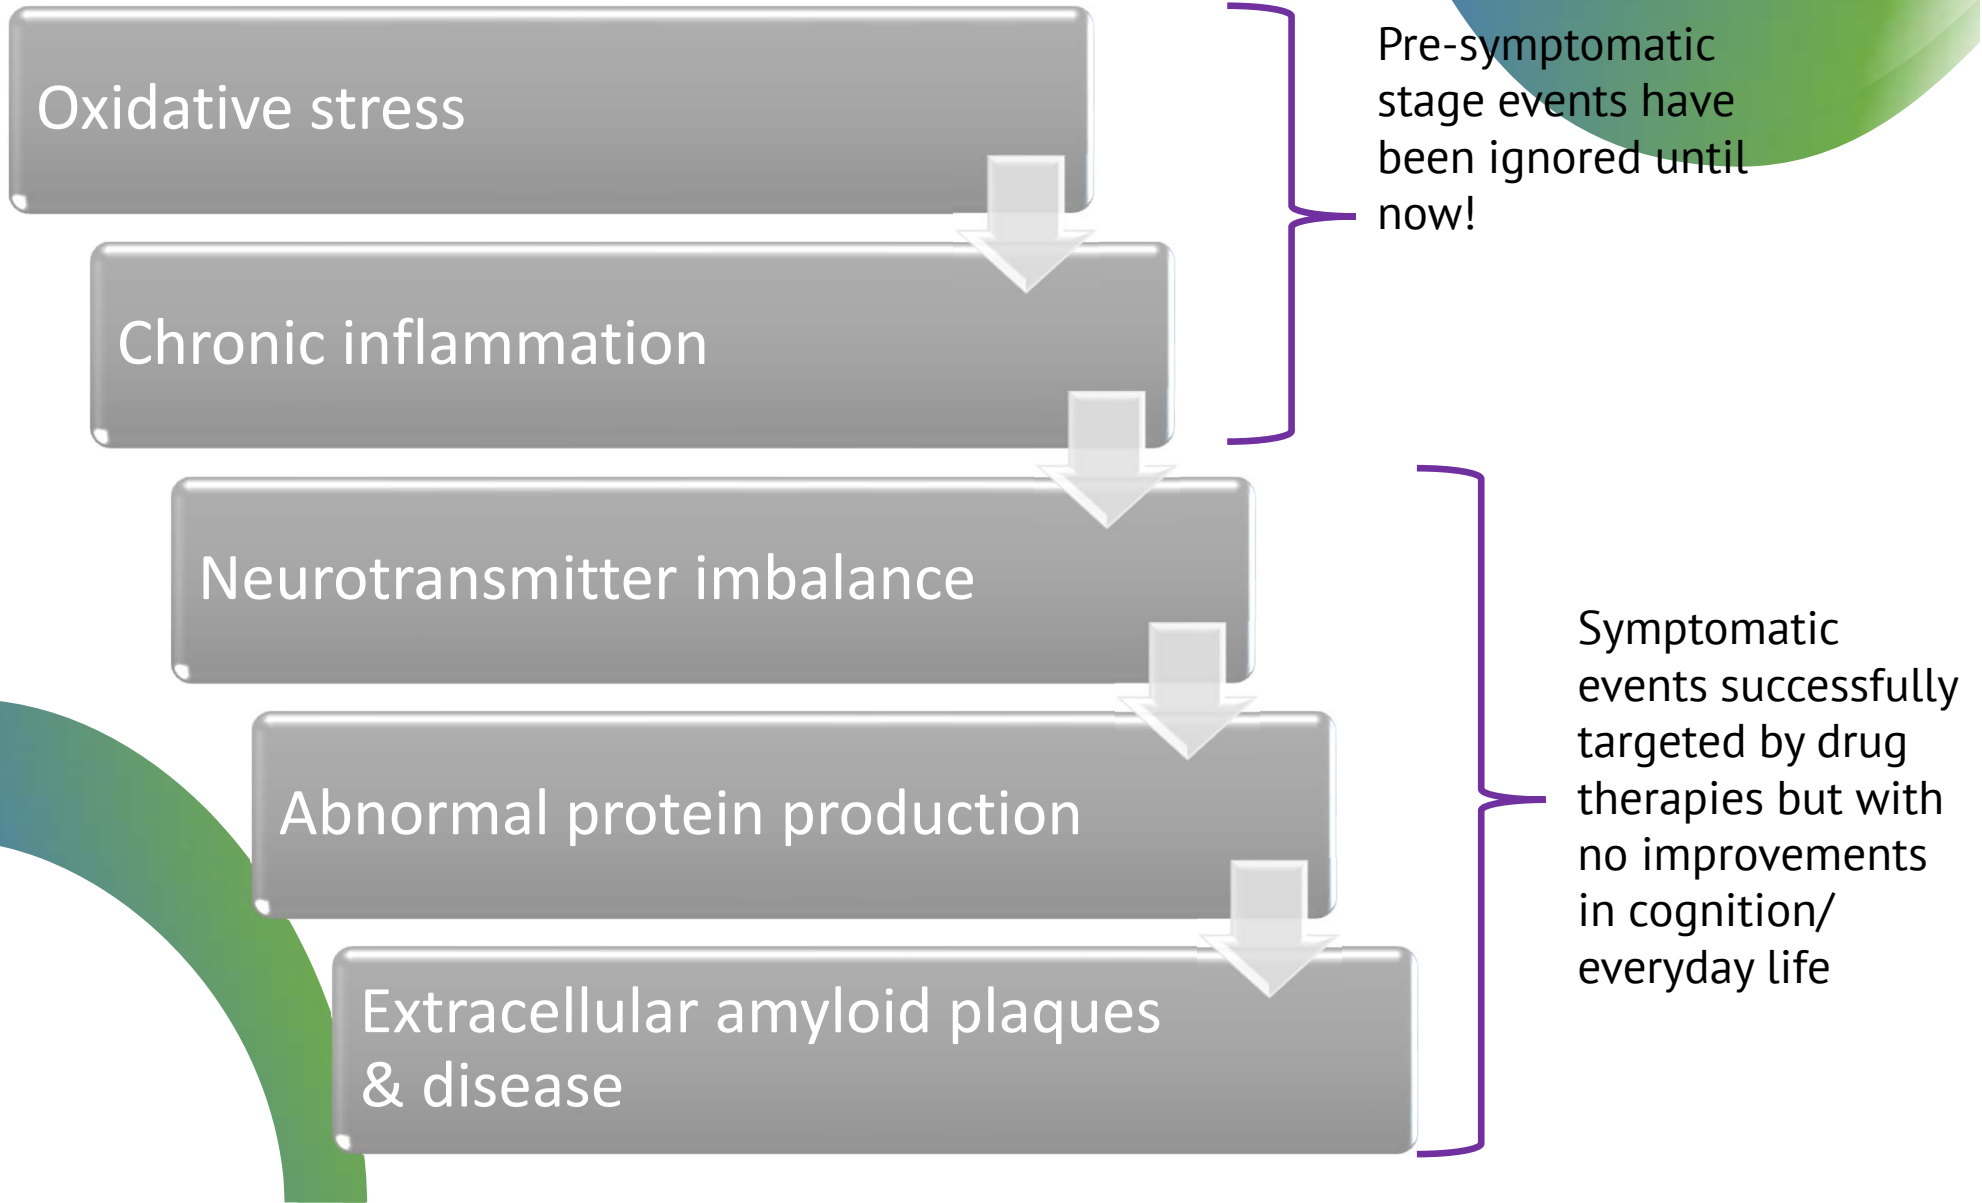 Oxidative stress
Pre-symptomatic
stage events have
been ignored until
now!
Chronic inflammation
Neurotransmitter imbalance
Abnormal protein production
Extracellular amyloid plaques
& disease
Symptomatic
events successfully
targeted by drug
therapies but with
no improvements
in cognition/
everyday life